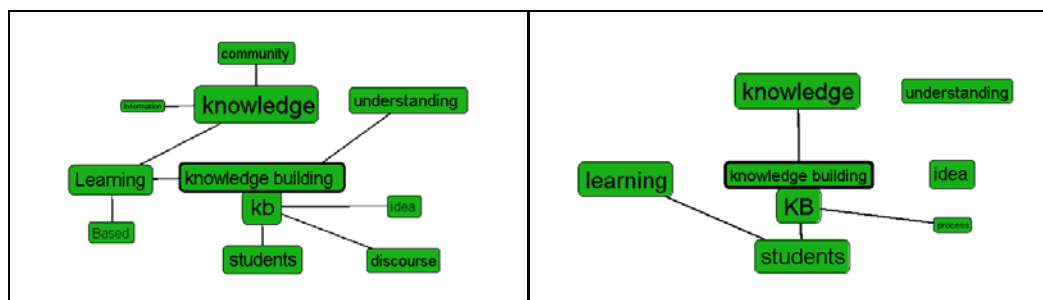 community
information
knowledge
understanding
Learning
knowledge building
kb
idea
Based
students
discourse
knowledge
understanding
learning
knowledge building
idea
KB
process
students